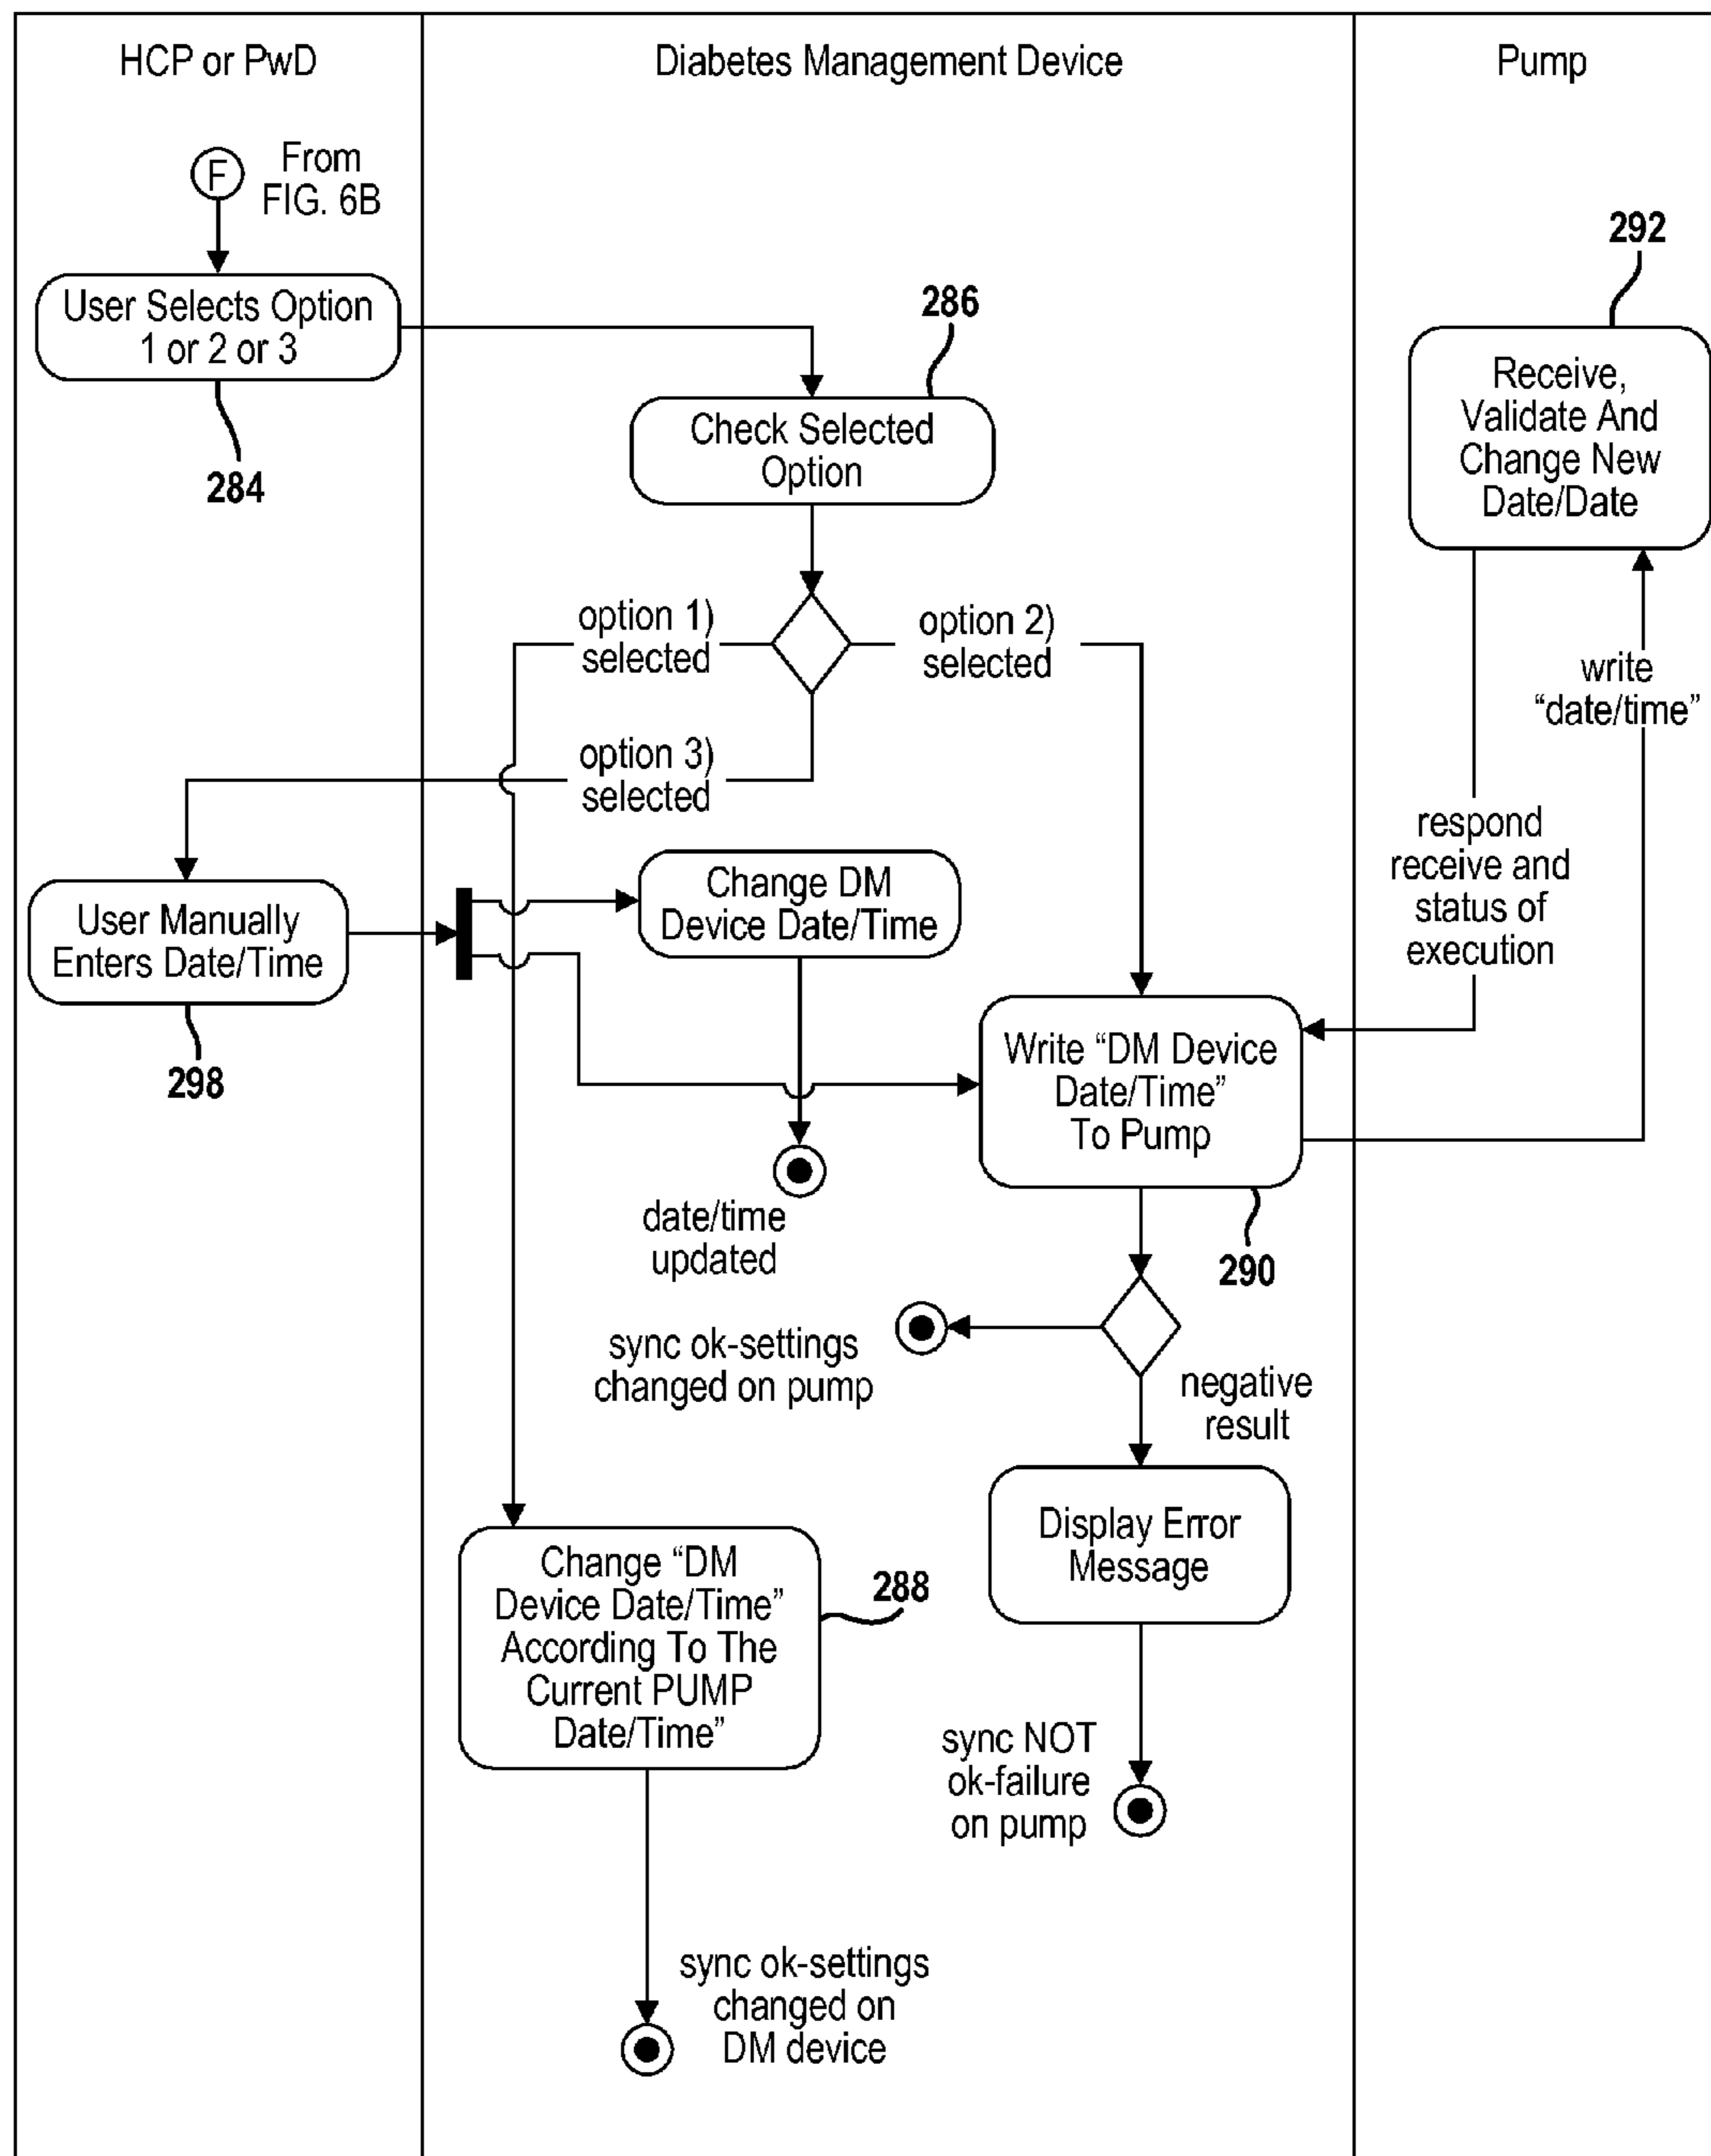 HCP or PwD
Diabetes Management Device
Pump
F
From
FIG. 6B
User Selects Option
1 or 2 or 3
284
286
Check Selected
Option
292
Receive,
Validate And
Change New
Date/Date
option 1)
selected
option 2)
selected
option 3)
selected
write
“date/time”
respond
receive and
status of
execution
User Manually
Enters Date/Time
298
Change DM
Device Date/Time
date/time
updated
Write “DM Device
Date/Time”
To Pump
290
sync ok-settings
changed on pump
negative
result
Display Error
Message
Change “DM
Device Date/Time”
According To The
Current PUMP
Date/Time”
288
sync NOT
ok-failure
on pump
sync ok-settings
changed on
DM device